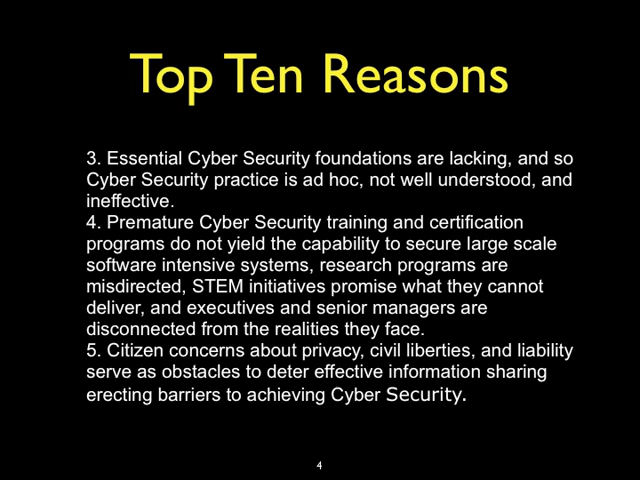 Top Ten Reasons
3. Essential Cyber Security foundations are lacking, and so
Cyber Security practice is ad hoc, not well understood, and
ineffective.
4. Premature Cyber Security training and certification
programs do not yield the capability to secure large scale
software intensive systems, research programs are
misdirected, STEM initiatives promise what they cannot
deliver, and executives and senior managers are
disconnected from the realities they face.
5. Citizen concerns about privacy, civil liberties, and liability
serve as obstacles to deter effective information sharing
erecting barriers to achieving Cyber Security.
4